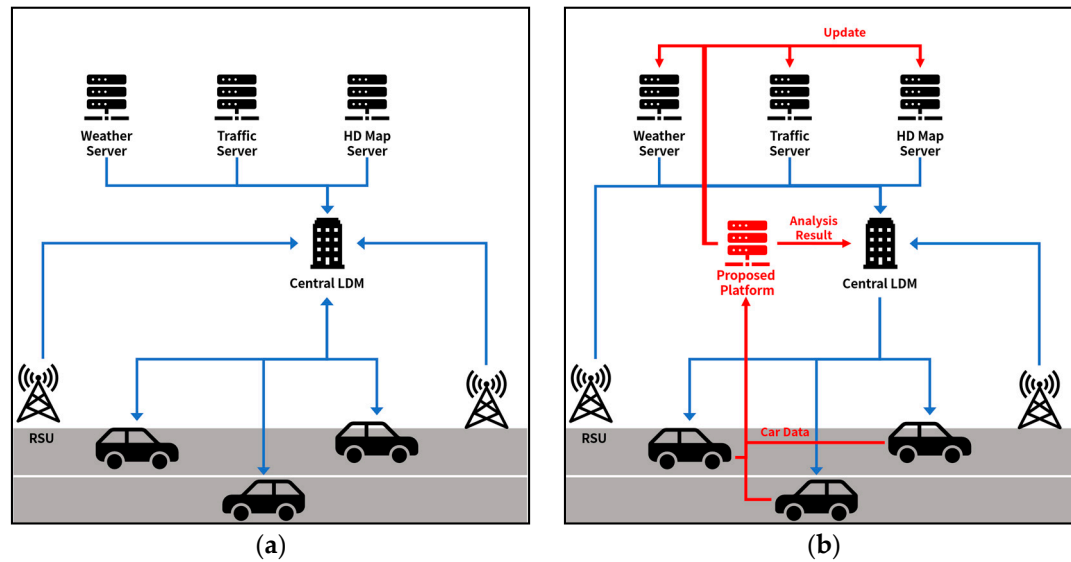 Weather
Server
Traffic
Server
HD Map
Server
Central LDM
RSU
(a)
Update
Weather
Server
Traffic
Server
HD Map
Server
Analysis
Result
Proposed
Platform
Central LDM
RSU
Car Data
(b)